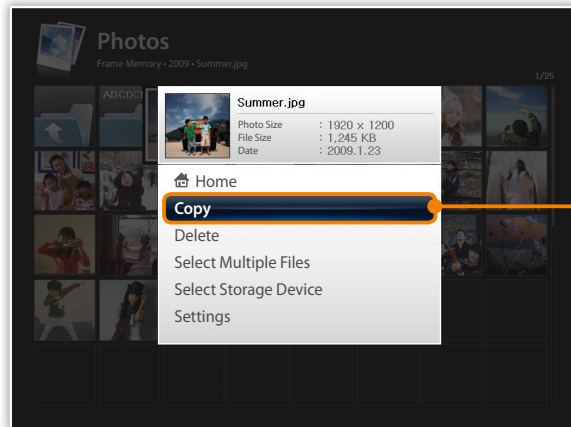 Photos
Frame Memory • 2009 • Summer.jpg
1/25
ABCDE
Summer.jpg
Photo Size : 1920 x 1200
File Size : 1,245 KB
Date : 2009.1.23
Home
Copy
Delete
Select Multiple Files
Select Storage Device
Settings